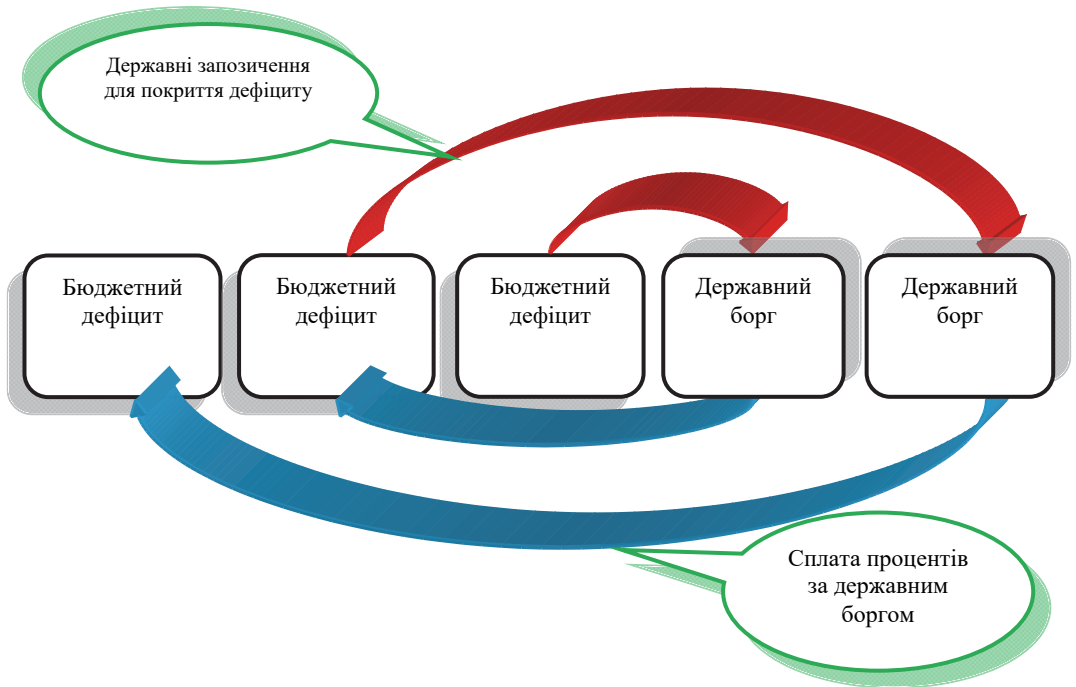 Державні запозичення
для покриття дефіциту
Бюджетний
дефіцит
Бюджетний
дефіцит
Бюджетний
дефіцит
Державний
борг
Державний
борг
Сплата процентів
за державним
боргом